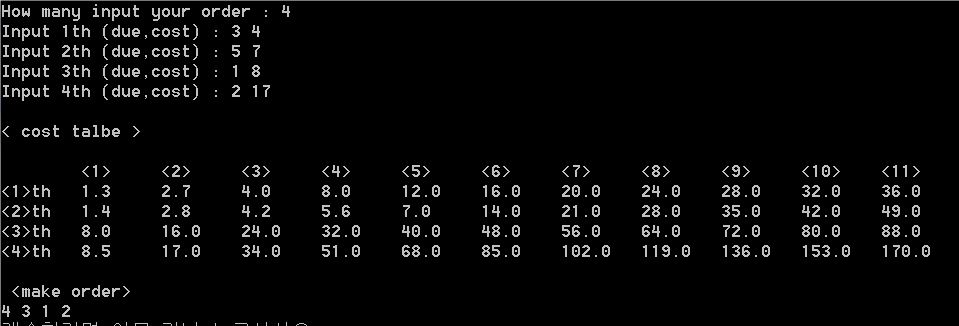 How many input your order : 4
Input 1th (due,cost) : 3 4
Input 2th (due,cost) : 5 7
Input 3th (due,cost) : 1 8
Input 4th (due,cost) : 2 17
< cost talbe >
<1> <2> <3> <4> <5> <6> <7> <8> <9> <10> <11>
<1>th 1.3 2.7 4.0 8.0 12.0 16.0 20.0 24.0 28.0 32.0 36.0
<2>th 1.4 2.8 4.2 5.6 7.0 14.0 21.0 28.0 35.0 42.0 49.0
<3>th 8.0 16.0 24.0 32.0 40.0 48.0 56.0 64.0 72.0 80.0 88.0
<4>th 8.5 17.0 34.0 51.0 68.0 85.0 102.0 119.0 136.0 153.0 170.0
<make order>
4 3 1 2